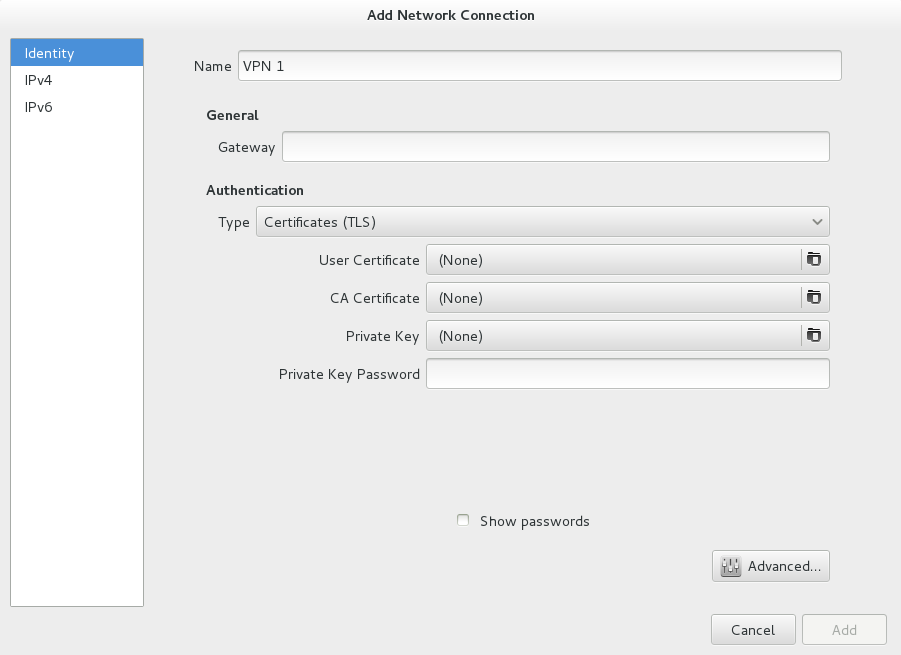 Add Network Connection
Identity
IPv4
IPv6
Name VPN 1
General
Gateway
Authentication
Type Certificates (TLS)
User Certificate (None)
CA Certificate (None)
Private Key (None)
Private Key Password
Show passwords
Advanced...
Cancel Add